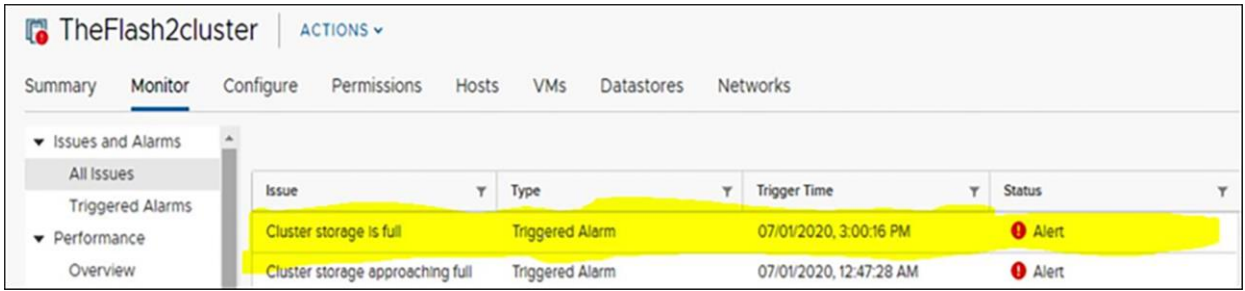 TheFlash2cluster ACTIONS
Summary Monitor Configure Permissions Hosts VMs Datastores Networks
Issues and Alarms
All Issues
Triggered Alarms
Performance
Overview
Issue Type Trigger Time Status
Cluster storage is full Triggered Alarm 07/01/2020, 3:00:16 PM Alert
Cluster storage approaching full Triggered Alarm 07/01/2020, 12:47:28 AM Alert